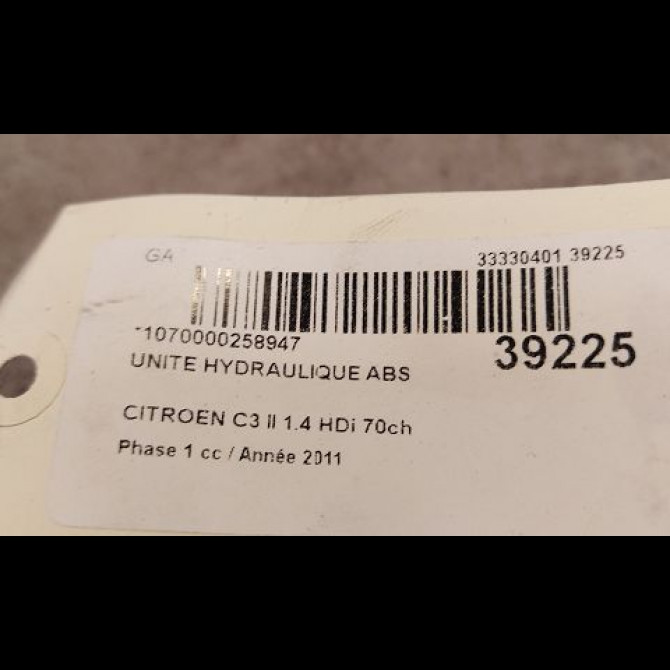 GA
33330401 39225
*1070000258947
39225
UNITE HYDRAULIQUE ABS
CITROEN C3 II 1.4 HDi 70ch
Phase 1 cc / Année 2011